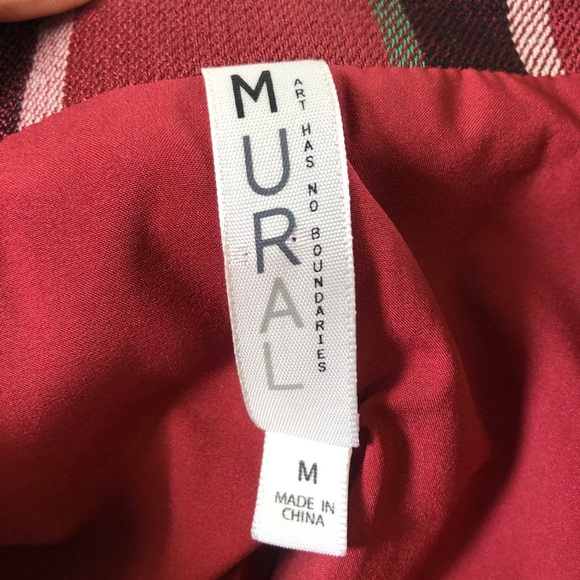 MURAL
ART HAS NO BOUNDARIES
M
MADE IN
CHINA